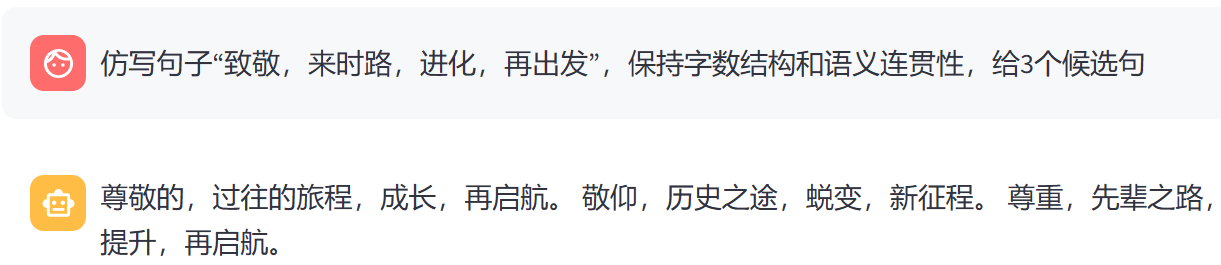 仿写句子“致敬，来时路，进化，再出发”，保持字数结构和语义连贯性，给3个候选句
尊敬的，过往的旅程，成长，再启航。 敬仰，历史之途，蜕变，新征程。 尊重，先辈之路，
提升，再启航。